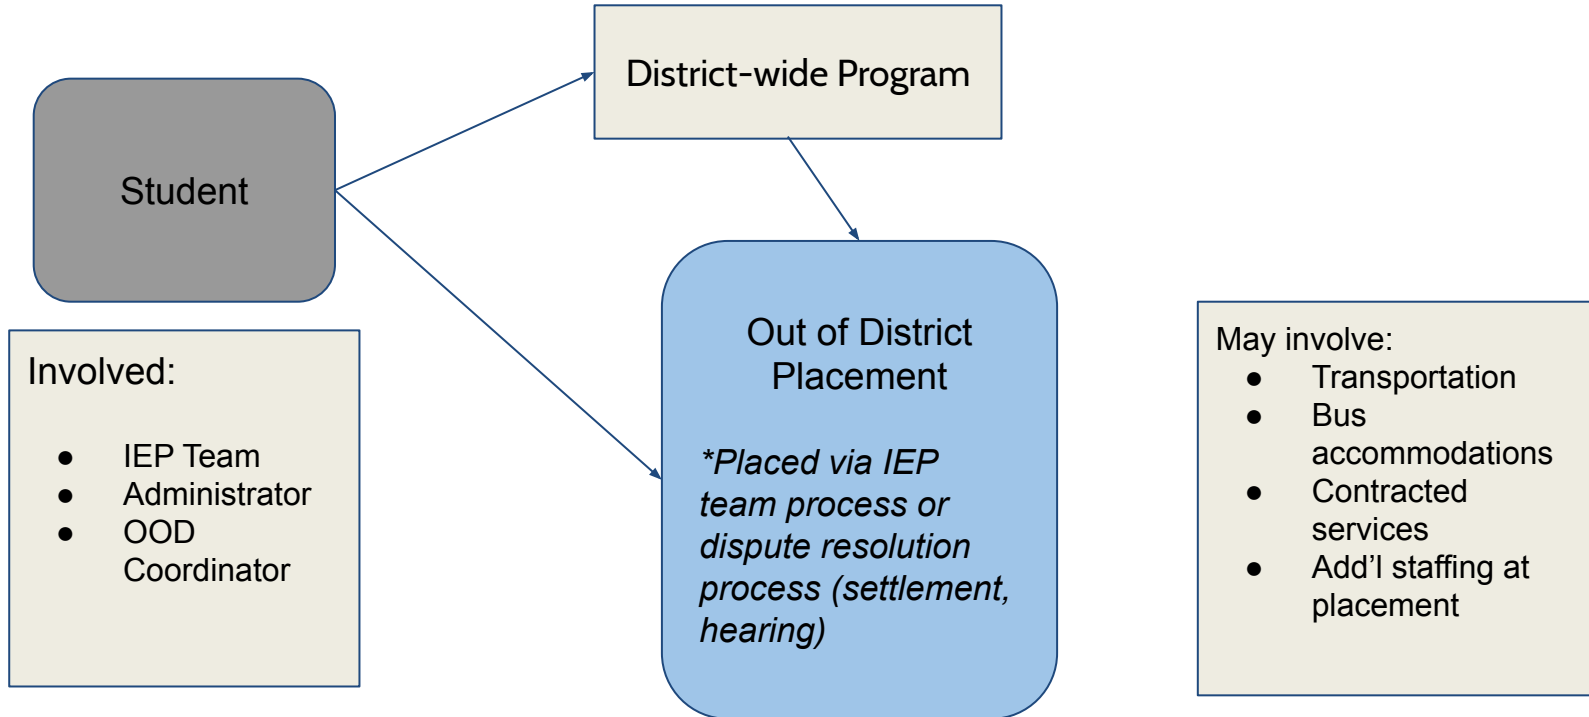 District-wide Program
Student
Involved:
● IEP Team
● Administrator
● OOD
Coordinator
Out of District
Placement
*Placed via IEP
team process or
dispute resolution
process (settlement,
hearing)
May involve:
● Transportation
● Bus
accommodations
● Contracted
services
● Add’l staffing at
placement